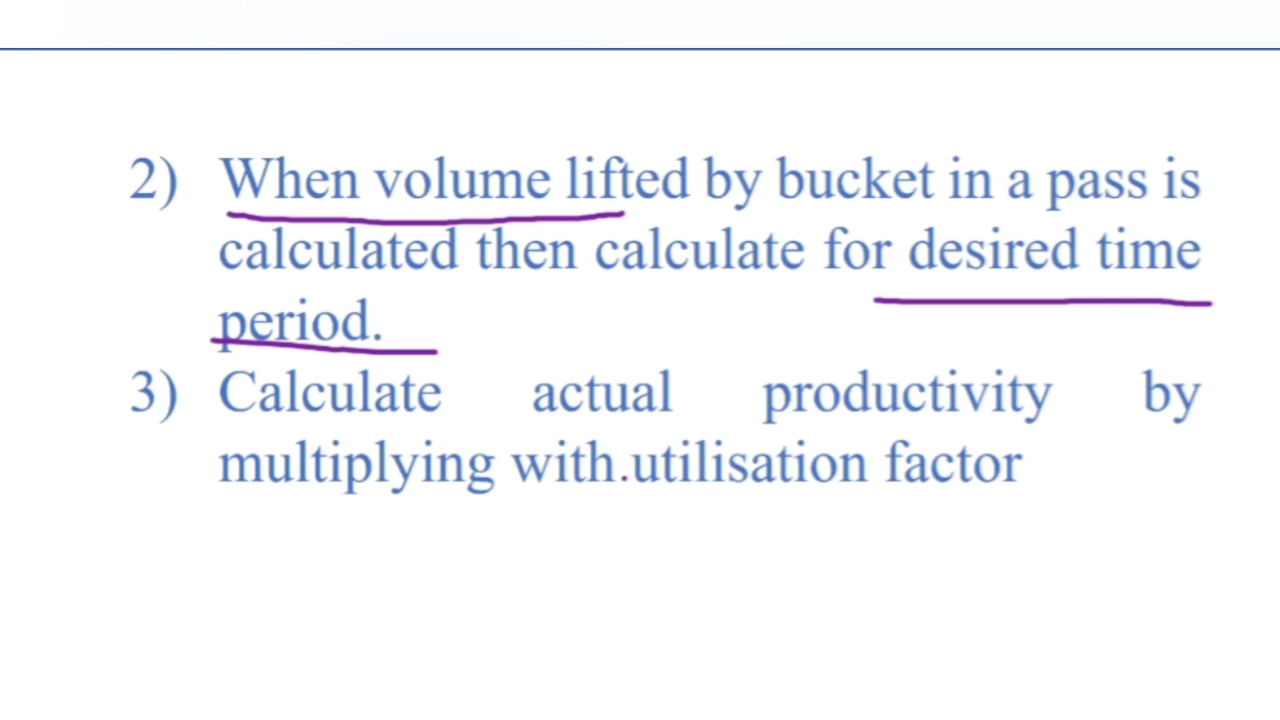 2) When volume lifted by bucket in a pass is
calculated then calculate for desired time
period.
3) Calculate actual productivity by
multiplying with utilisation factor